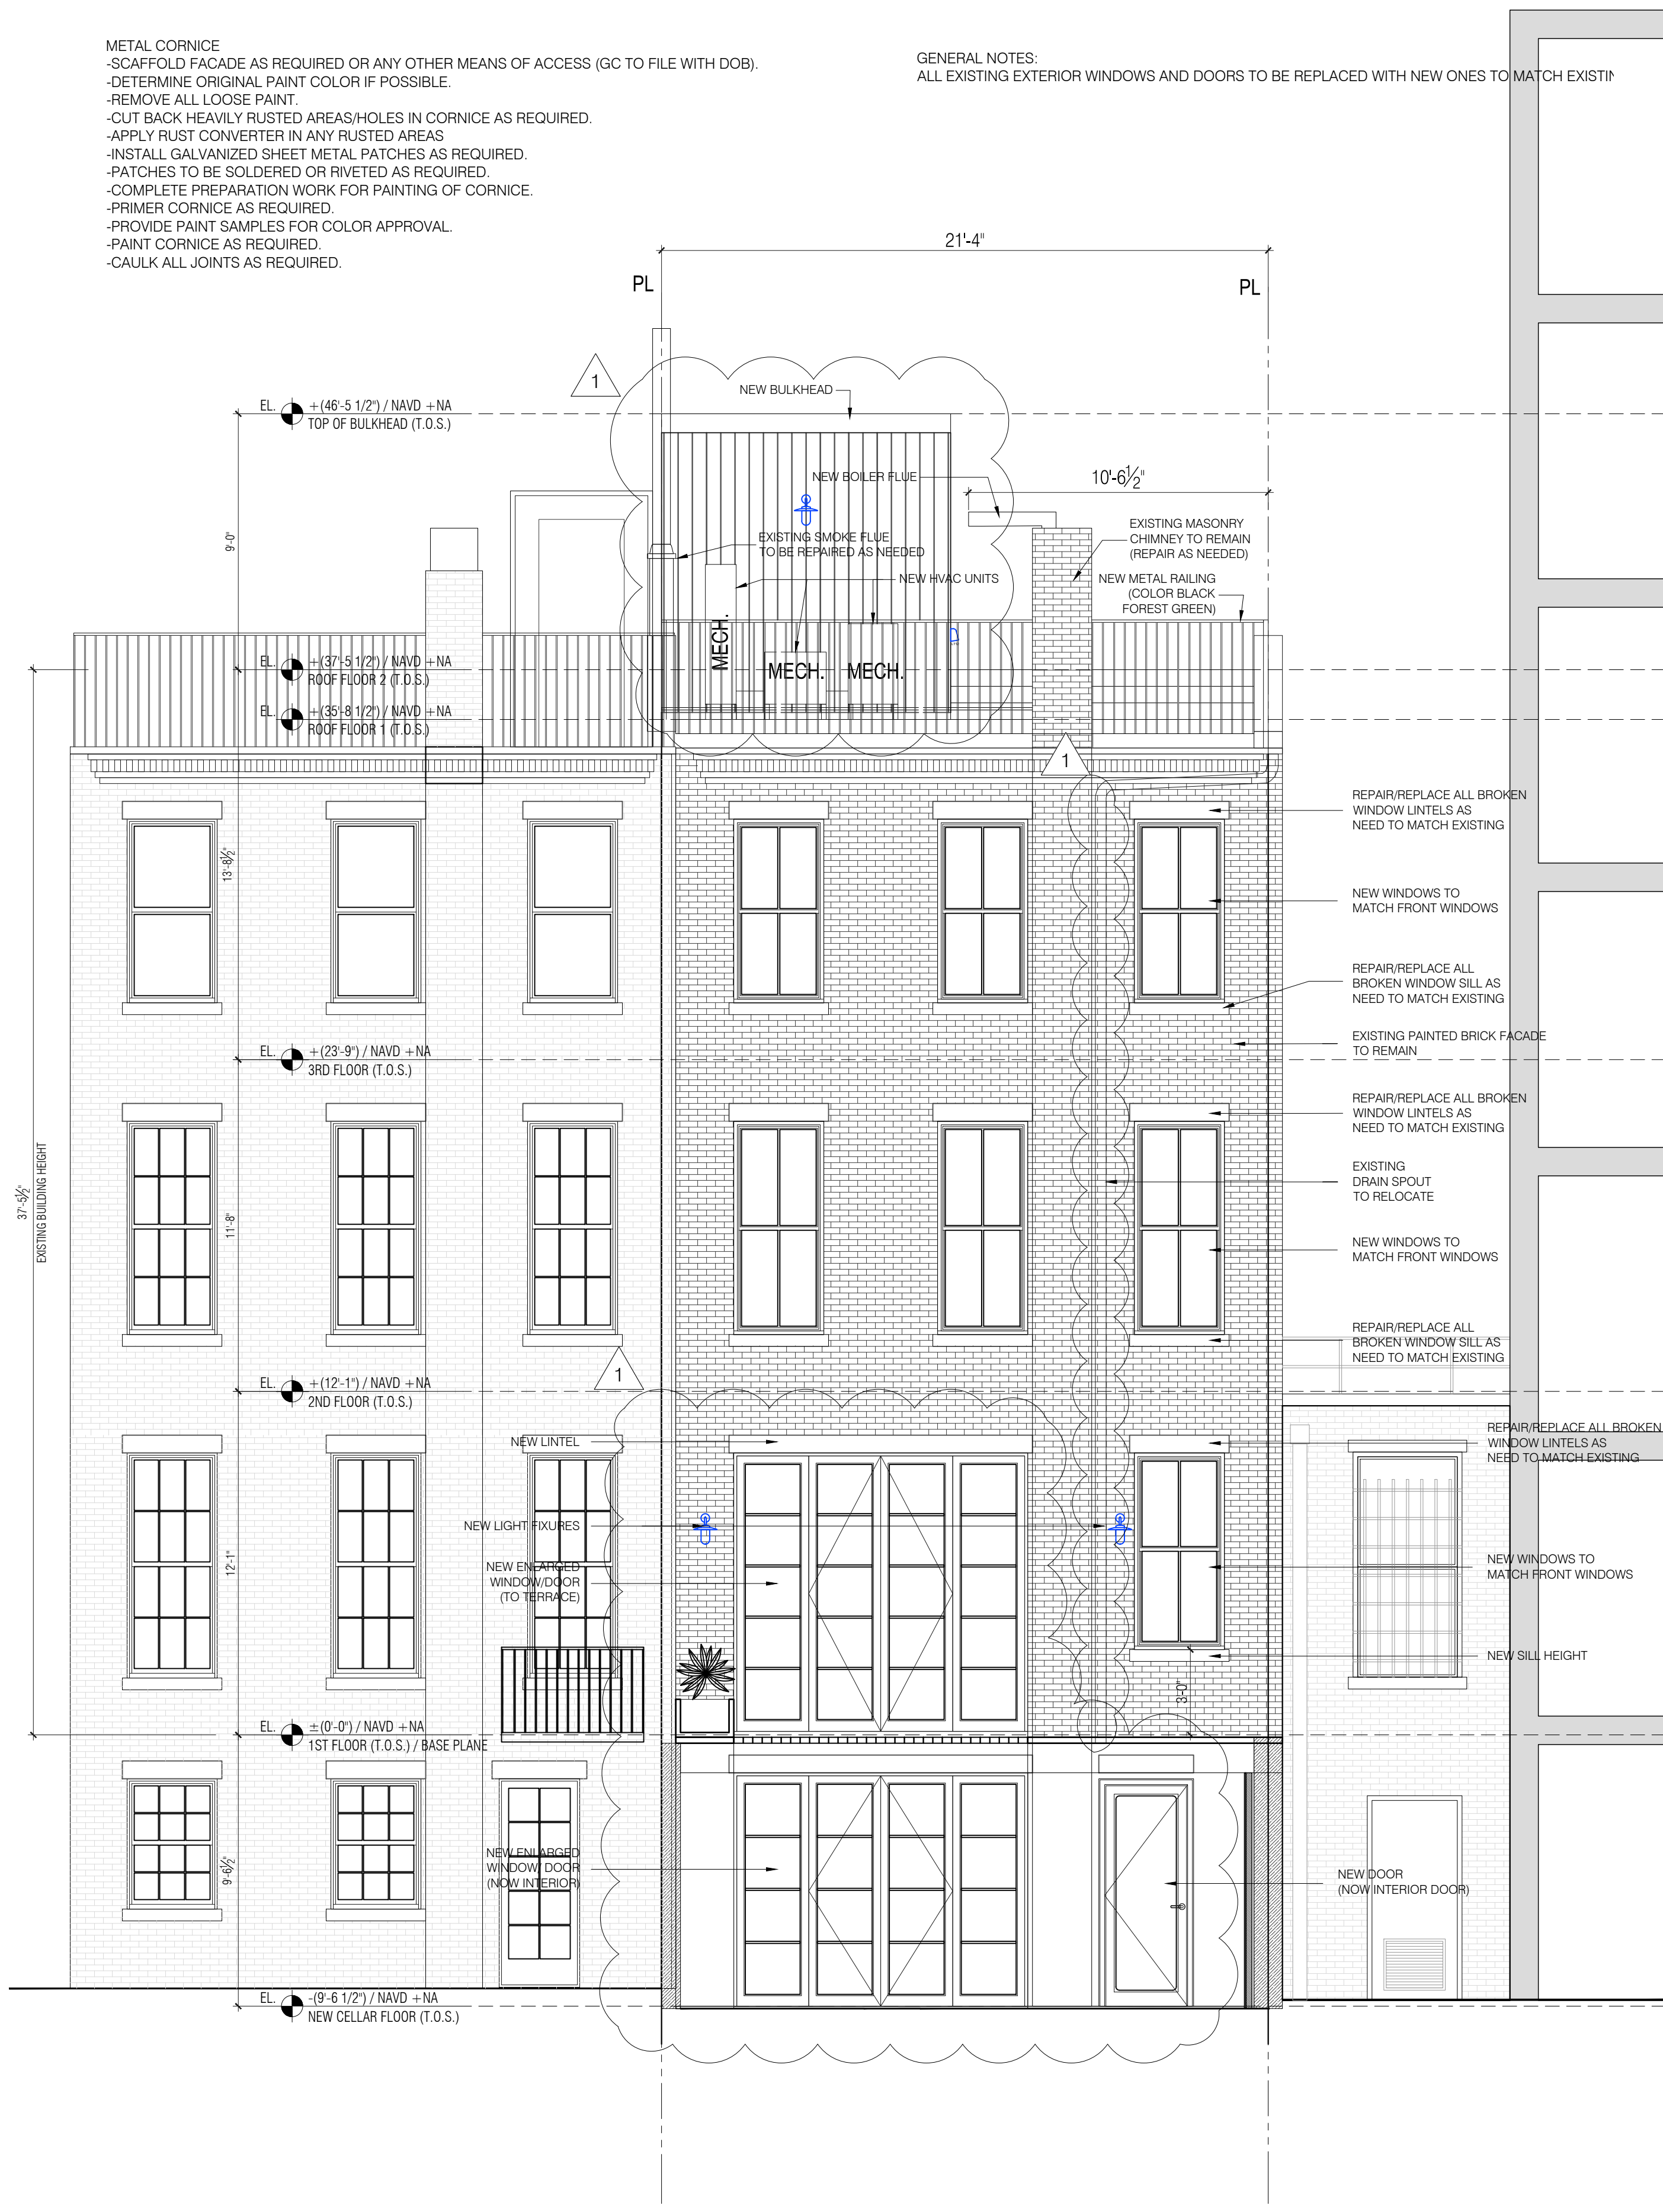 METAL CORNICE
-SCAFFOLD FACADE AS REQUIRED OR ANY OTHER MEANS OF ACCESS (GC TO FILE WITH DOB).
-DETERMINE ORIGINAL PAINT COLOR IF POSSIBLE.
-REMOVE ALL LOOSE PAINT.
-CUT BACK HEAVILY RUSTED AREAS/HOLES IN CORNICE AS REQUIRED.
-APPLY RUST CONVERTER IN ANY RUSTED AREAS
-INSTALL GALVANIZED SHEET METAL PATCHES AS REQUIRED.
-PATCHES TO BE SOLDERED OR RIVETED AS REQUIRED.
-COMPLETE PREPARATION WORK FOR PAINTING OF CORNICE.
-PRIMER CORNICE AS REQUIRED.
-PROVIDE PAINT SAMPLES FOR COLOR APPROVAL.
-PAINT CORNICE AS REQUIRED.
-CAULK ALL JOINTS AS REQUIRED.
GENERAL NOTES:
ALL EXISTING EXTERIOR WINDOWS AND DOORS TO BE REPLACED WITH NEW ONES TO MATCH EXISTIN
21'-4"
PL
PL
1
NEW BULKHEAD
EL. +(46'-5 1/2") / NAVD +NA
TOP OF BULKHEAD (T.O.S.)
NEW BOILER FLUE
10'-6½"
9'-0"
EXISTING SMOKE FLUE
TO BE REPAIRED AS NEEDED
EXISTING MASONRY
CHIMNEY TO REMAIN
(REPAIR AS NEEDED)
NEW HVAC UNITS
NEW METAL RAILING
(COLOR BLACK
FOREST GREEN)
MECH.
MECH.
MECH.
EL. +(37'-5 1/2") / NAVD +NA
ROOF FLOOR 2 (T.O.S.)
EL. +(35'-8 1/2") / NAVD +NA
ROOF FLOOR 1 (T.O.S.)
1
13'-8½"
REPAIR/REPLACE ALL BROKEN
WINDOW LINTELS AS
NEED TO MATCH EXISTING
NEW WINDOWS TO
MATCH FRONT WINDOWS
REPAIR/REPLACE ALL
BROKEN WINDOW SILL AS
NEED TO MATCH EXISTING
EXISTING PAINTED BRICK FACADE
TO REMAIN
EL. +(23'-9") / NAVD +NA
3RD FLOOR (T.O.S.)
REPAIR/REPLACE ALL BROKEN
WINDOW LINTELS AS
NEED TO MATCH EXISTING
37'-5½"
EXISTING BUILDING HEIGHT
11'-8"
EXISTING
DRAIN SPOUT
TO RELOCATE
NEW WINDOWS TO
MATCH FRONT WINDOWS
REPAIR/REPLACE ALL
BROKEN WINDOW SILL AS
NEED TO MATCH EXISTING
1
EL. +(12'-1") / NAVD +NA
2ND FLOOR (T.O.S.)
NEW LINTEL
REPAIR/REPLACE ALL BROKEN
WINDOW LINTELS AS
NEED TO MATCH EXISTING
NEW LIGHT FIXURES
12'-1"
NEW ENLARGED
WINDOW/DOOR
(TO TERRACE)
NEW WINDOWS TO
MATCH FRONT WINDOWS
NEW SILL HEIGHT
3'-0"
EL. ±(0'-0") / NAVD +NA
1ST FLOOR (T.O.S.) / BASE PLANE
9'-6½"
NEW ENLARGED
WINDOW/ DOOR
(NOW INTERIOR)
NEW DOOR
(NOW INTERIOR DOOR)
EL. -(9'-6 1/2") / NAVD +NA
NEW CELLAR FLOOR (T.O.S.)